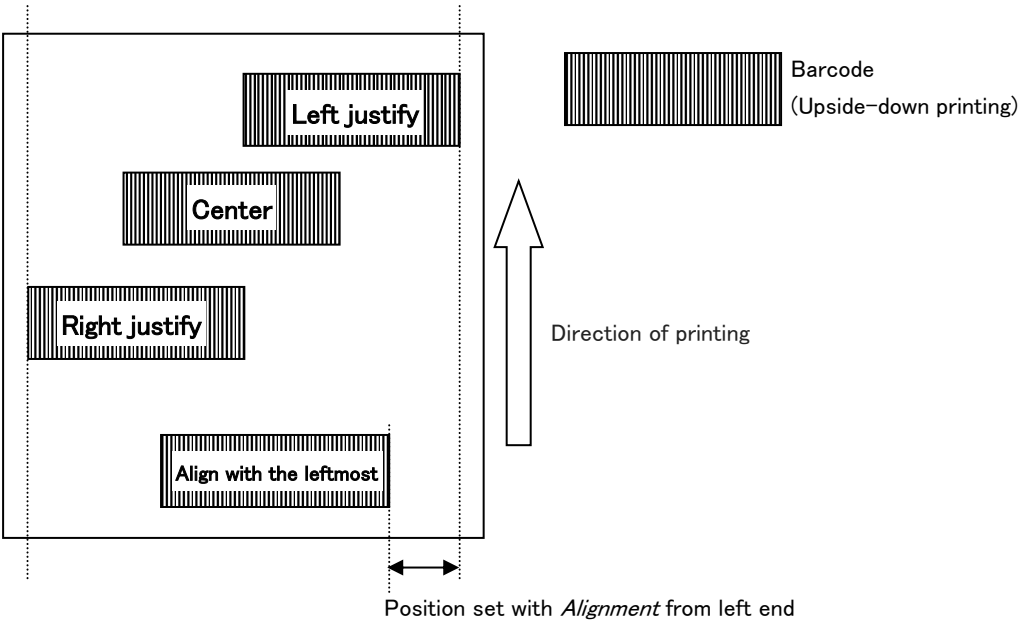 Left justify
Barcode
(Upside-down printing)
Center
Right justify
Direction of printing
Align with the leftmost
Position set with Alignment from left end